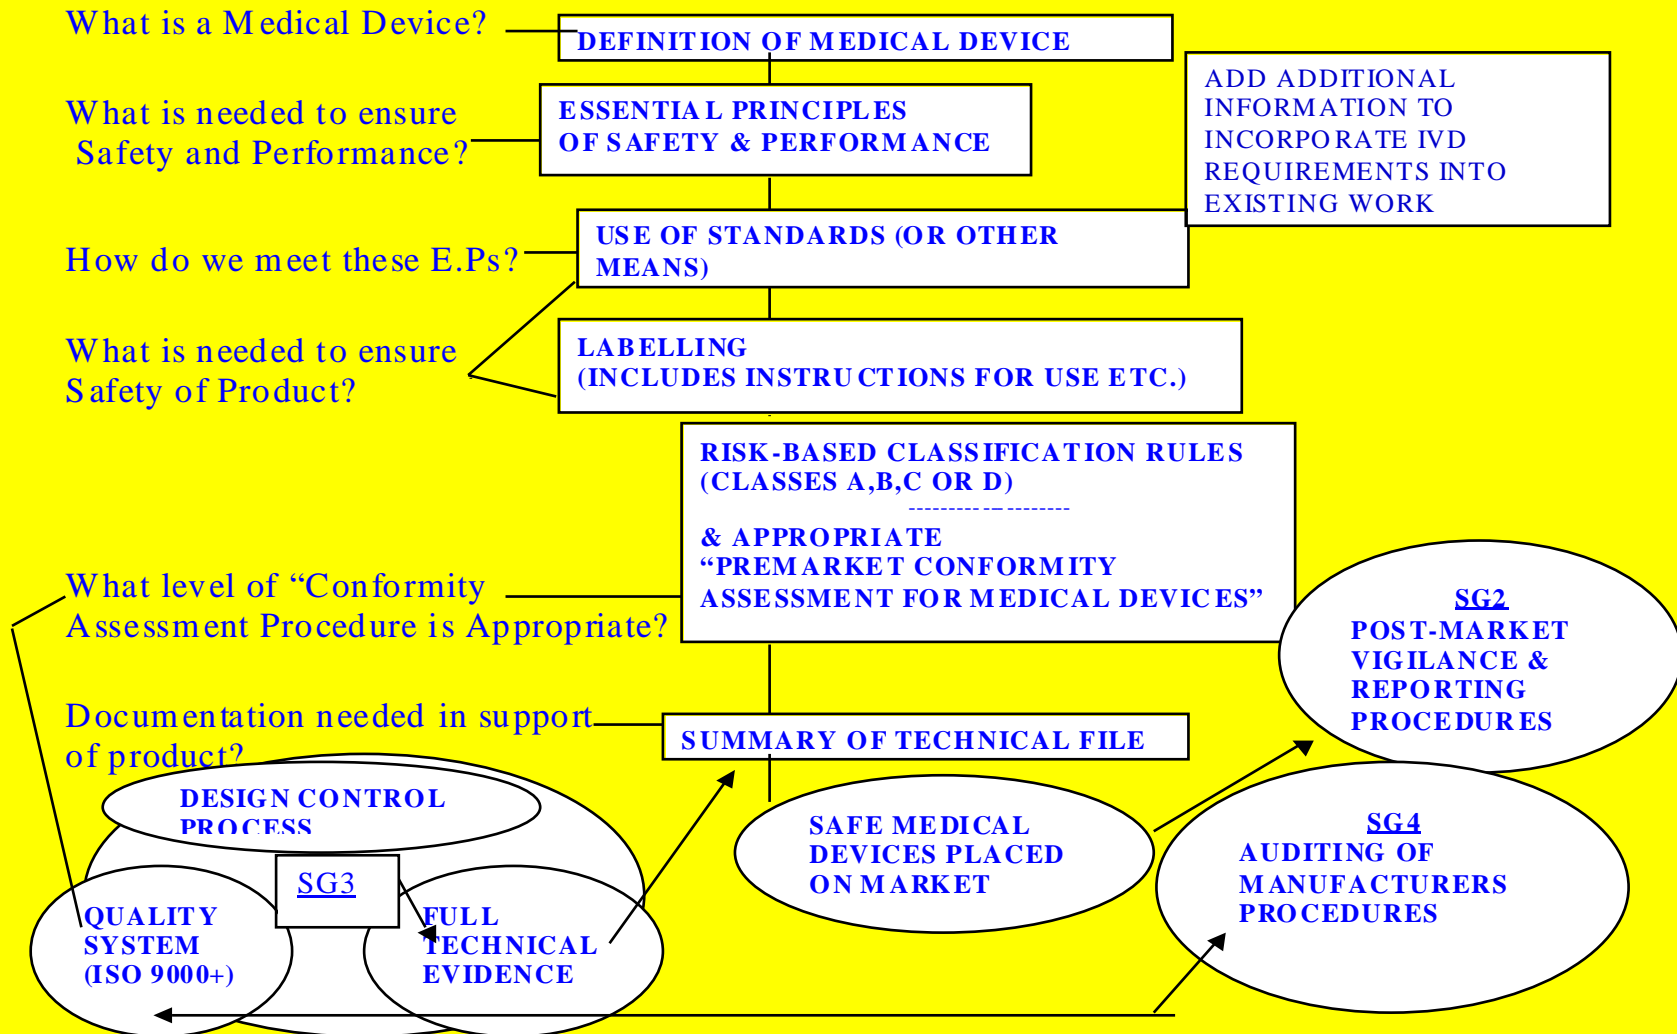 What is a Medical Device?
DEFINITION OF MEDICAL DEVICE
ADD ADDITIONAL
INFORMATION TO
INCORPORATE IVD
REQUIREMENTS INTO
EXISTING WORK
What is needed to ensure
Safety and Performance?
ESSENTIAL PRINCIPLES
OF SAFETY & PERFORMANCE
How do we meet these E.Ps?
USE OF STANDARDS (OR OTHER
MEANS)
What is needed to ensure
Safety of Product?
LABELLING
(INCLUDES INSTRUCTIONS FOR USE ETC.)
RISK-BASED CLASSIFICATION RULES
(CLASSES A,B,C OR D)
-------------------
& APPROPRIATE
“PREMARKET CONFORMITY
ASSESSMENT FOR MEDICAL DEVICES”
What level of “Conformity
Assessment Procedure is Appropriate?
SG2
POST-MARKET
VIGILANCE &
REPORTING
PROCEDURES
Documentation needed in support
of product?
SUMMARY OF TECHNICAL FILE
DESIGN CONTROL
PROCESS
SG3
QUALITY
SYSTEM
(ISO 9000+)
FULL
TECHNICAL
EVIDENCE
SAFE MEDICAL
DEVICES PLACED
ON MARKET
SG4
AUDITING OF
MANUFACTURERS
PROCEDURES